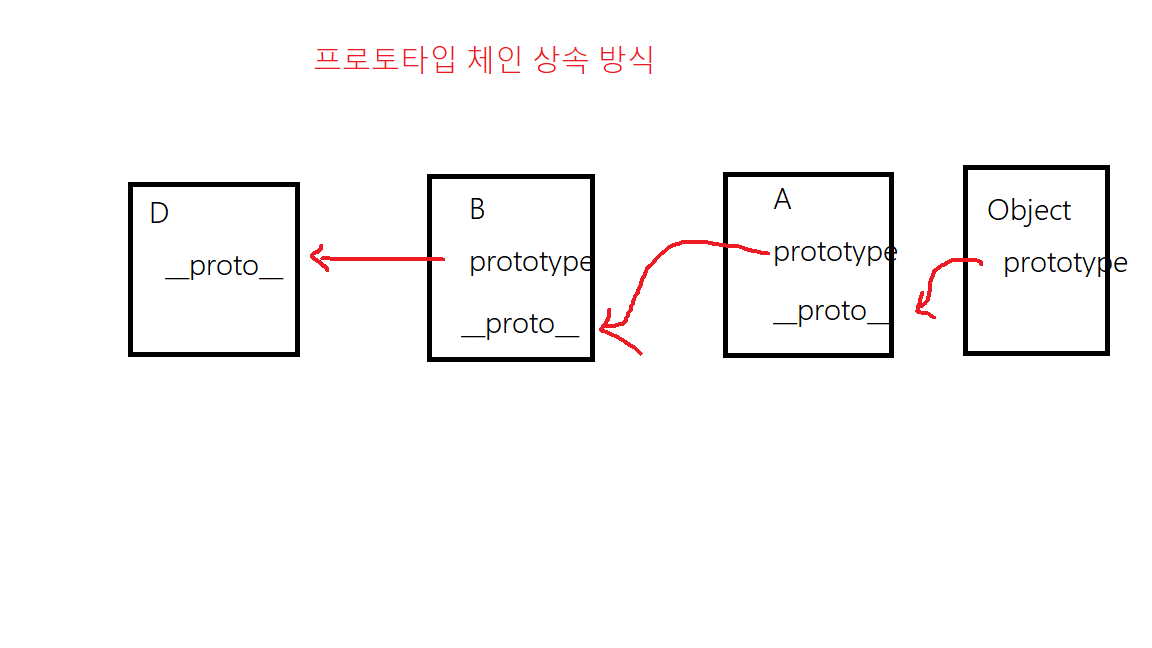 프로토타입 체인 상속 방식
D
__proto__
B
prototype
__proto__
A
prototype
__proto__
Object
prototype